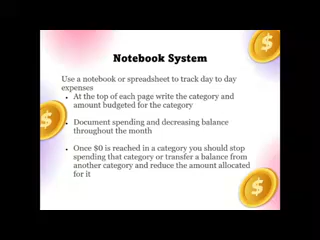 Notebook System
Use a notebook or spreadsheet to track day to day
expenses
• At the top of each page write the category and
amount budgeted for the category
• Document spending and decreasing balance
throughout the month
• Once $0 is reached in a category you should stop
spending that category or transfer a balance from
another category and reduce the amount allocated
for it